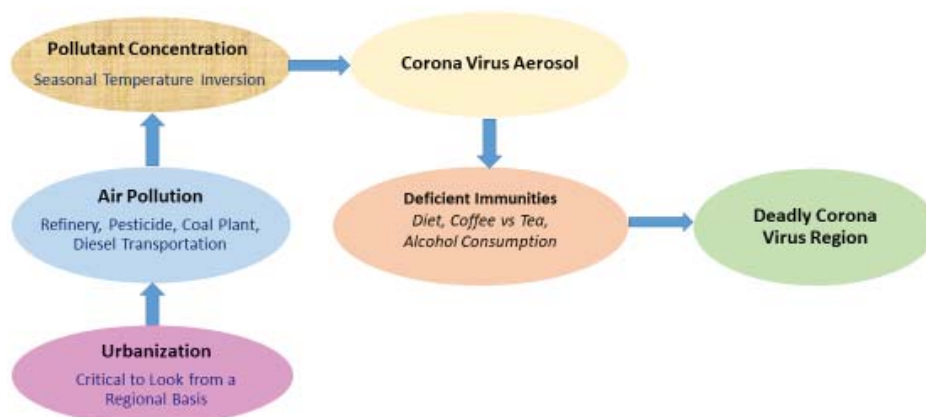 Pollutant Concentration
Seasonal Temperature Inversion
Corona Virus Aerosol
Air Pollution
Refinery, Pesticide, Coal Plant,
Diesel Transportation
Deficient Immunities
Diet, Coffee vs Tea,
Alcohol Consumption
Deadly Corona
Virus Region
Urbanization
Critical to Look from a
Regional Basis